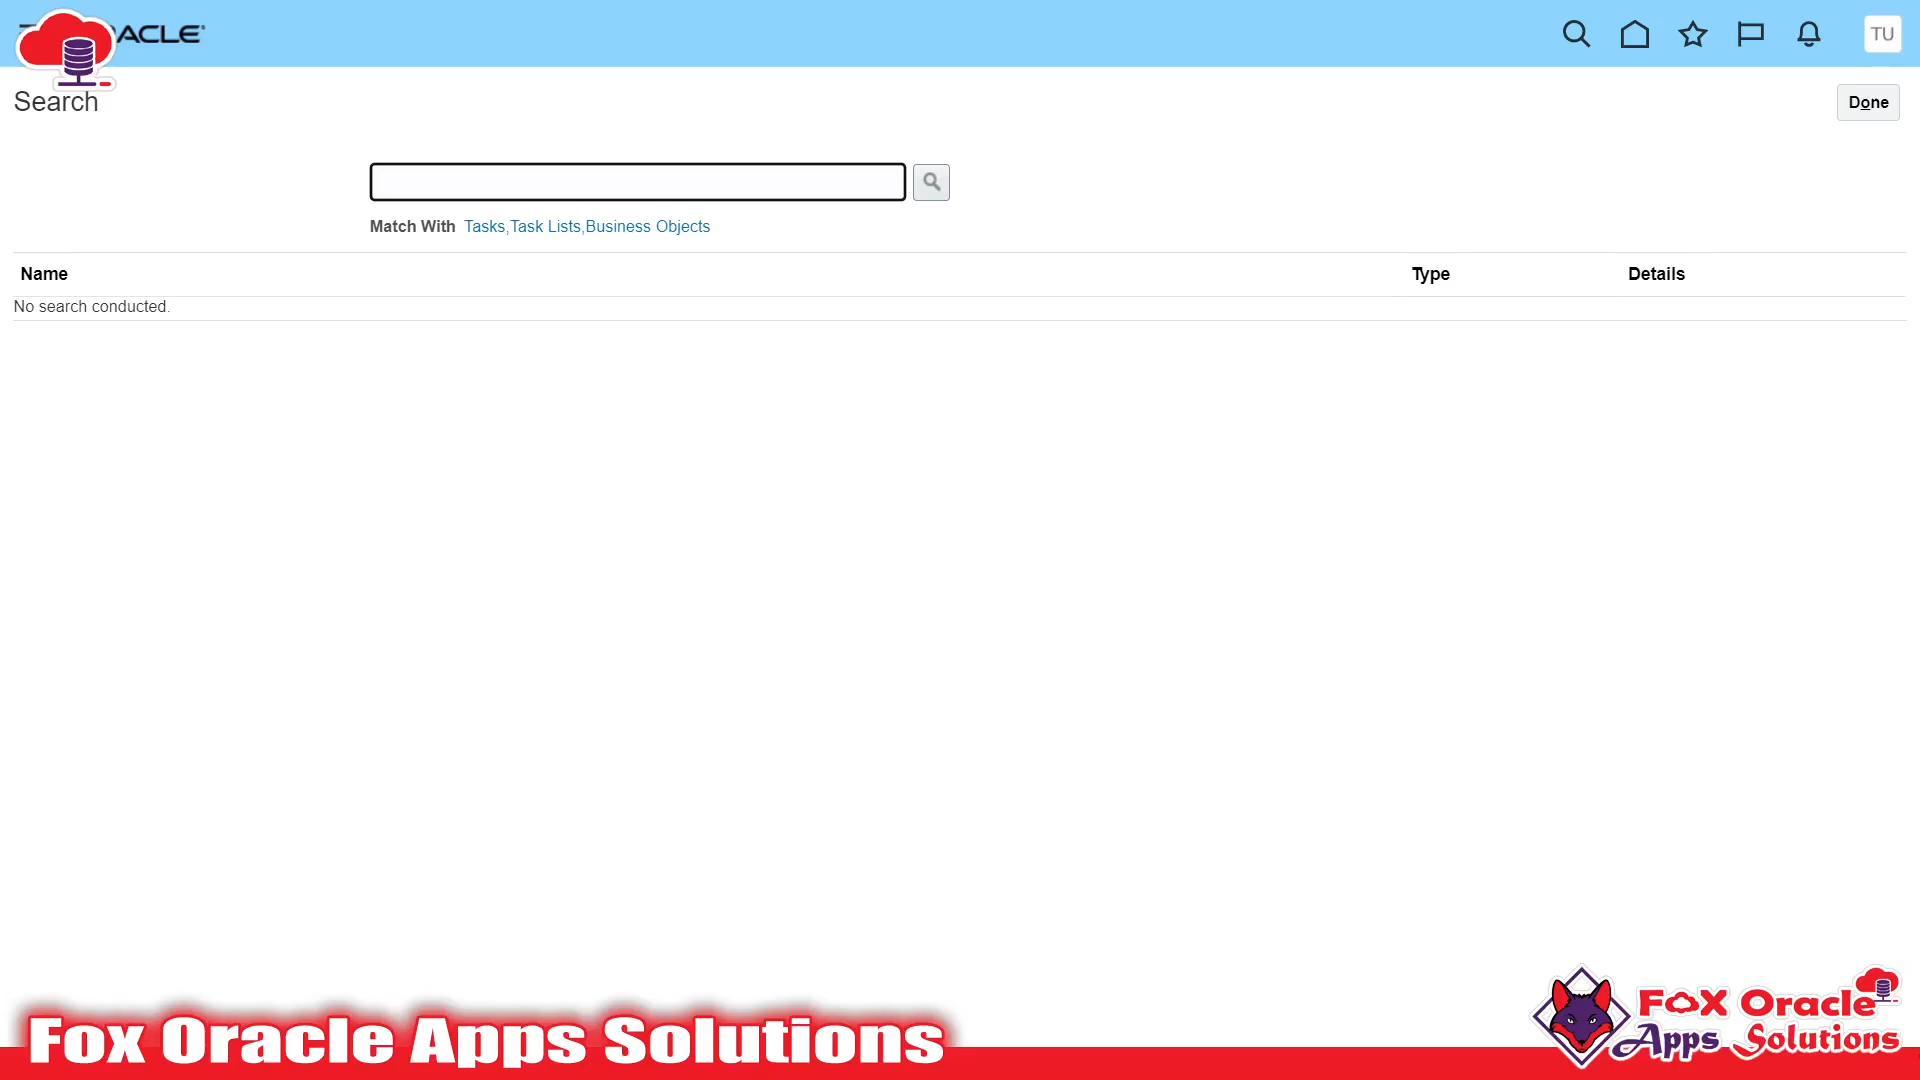 ACLE
TU
Search
Done
Match With Tasks,Task Lists,Business Objects
Name Type Details
No search conducted.
Fox Oracle Apps Solutions
Fox Oracle
Apps Solutions